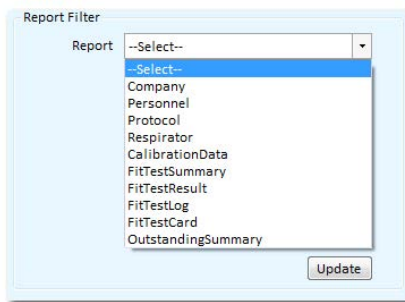 Report Filter
Report --Select--
--Select--
Company
Personnel
Protocol
Respirator
CalibrationData
FitTestSummary
FitTestResult
FitTestLog
FitTestCard
OutstandingSummary
Update